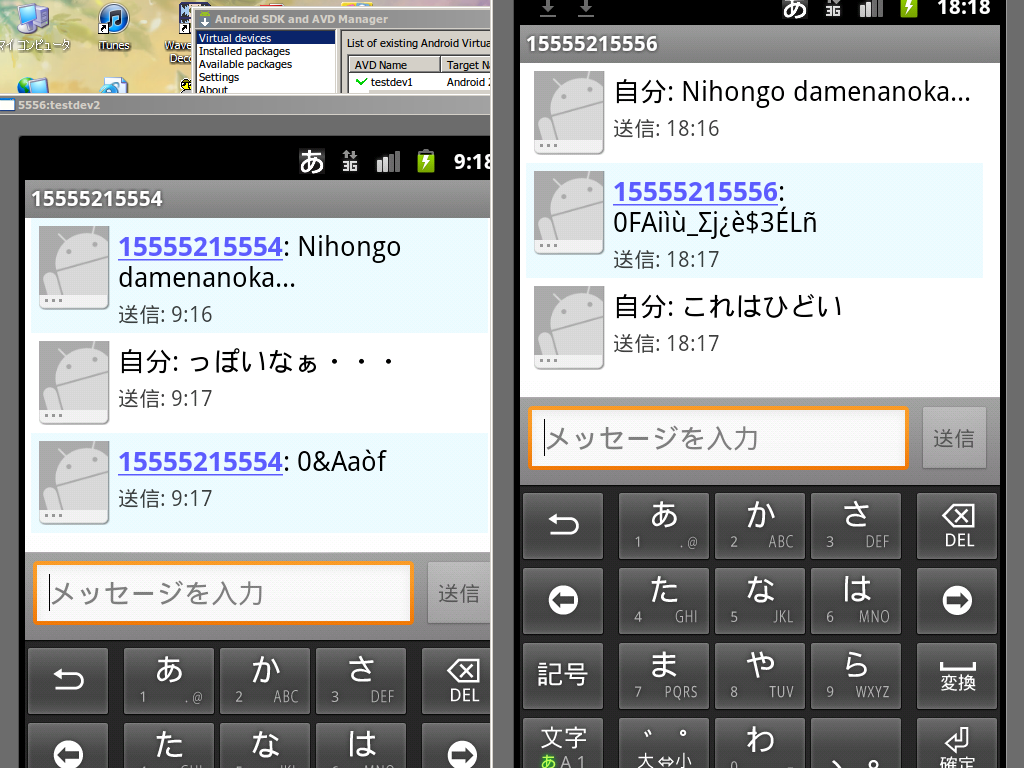 マイコンピュータ
iTunes
Android SDK and AVD Manager
Virtual devices
Installed packages
Available packages
Settings
About
List of existing Android Virtua
AVD Name
Target N
testdev1
Android
5556:testdev2
あ 3G 9:18
15555215554
15555215554: Nihongo
damenanoka...
送信: 9:16
自分: っぽいなぁ・・・
送信: 9:17
15555215554: 0&Aaòf
送信: 9:17
メッセージを入力
送信
あ 1 .@
か 2 ABC
さ 3 DEF
DEL
た
な
は
あ 3G 18:18
15555215556
自分: Nihongo damenanoka...
送信: 18:16
15555215556:
0FAiìù_Σj¿è$3ÉLñ
送信: 18:17
自分: これはひどい
送信: 18:17
メッセージを入力
送信
あ 1 .@
か 2 ABC
さ 3 DEF
DEL
た 4 GHI
な 5 JKL
は 6 MNO
記号
ま 7 PQRS
や 8 TUV
ら 9 WXYZ
変換
文字
あA1
゛ ゜
大⇔小
わ
、 。
確定